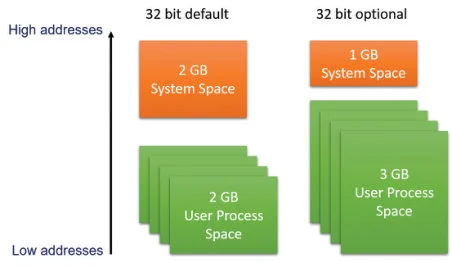 32 bit default
32 bit optional
High addresses
2 GB
System Space
1 GB
System Space
2 GB
User Process
Space
3 GB
User Process
Space
Low addresses